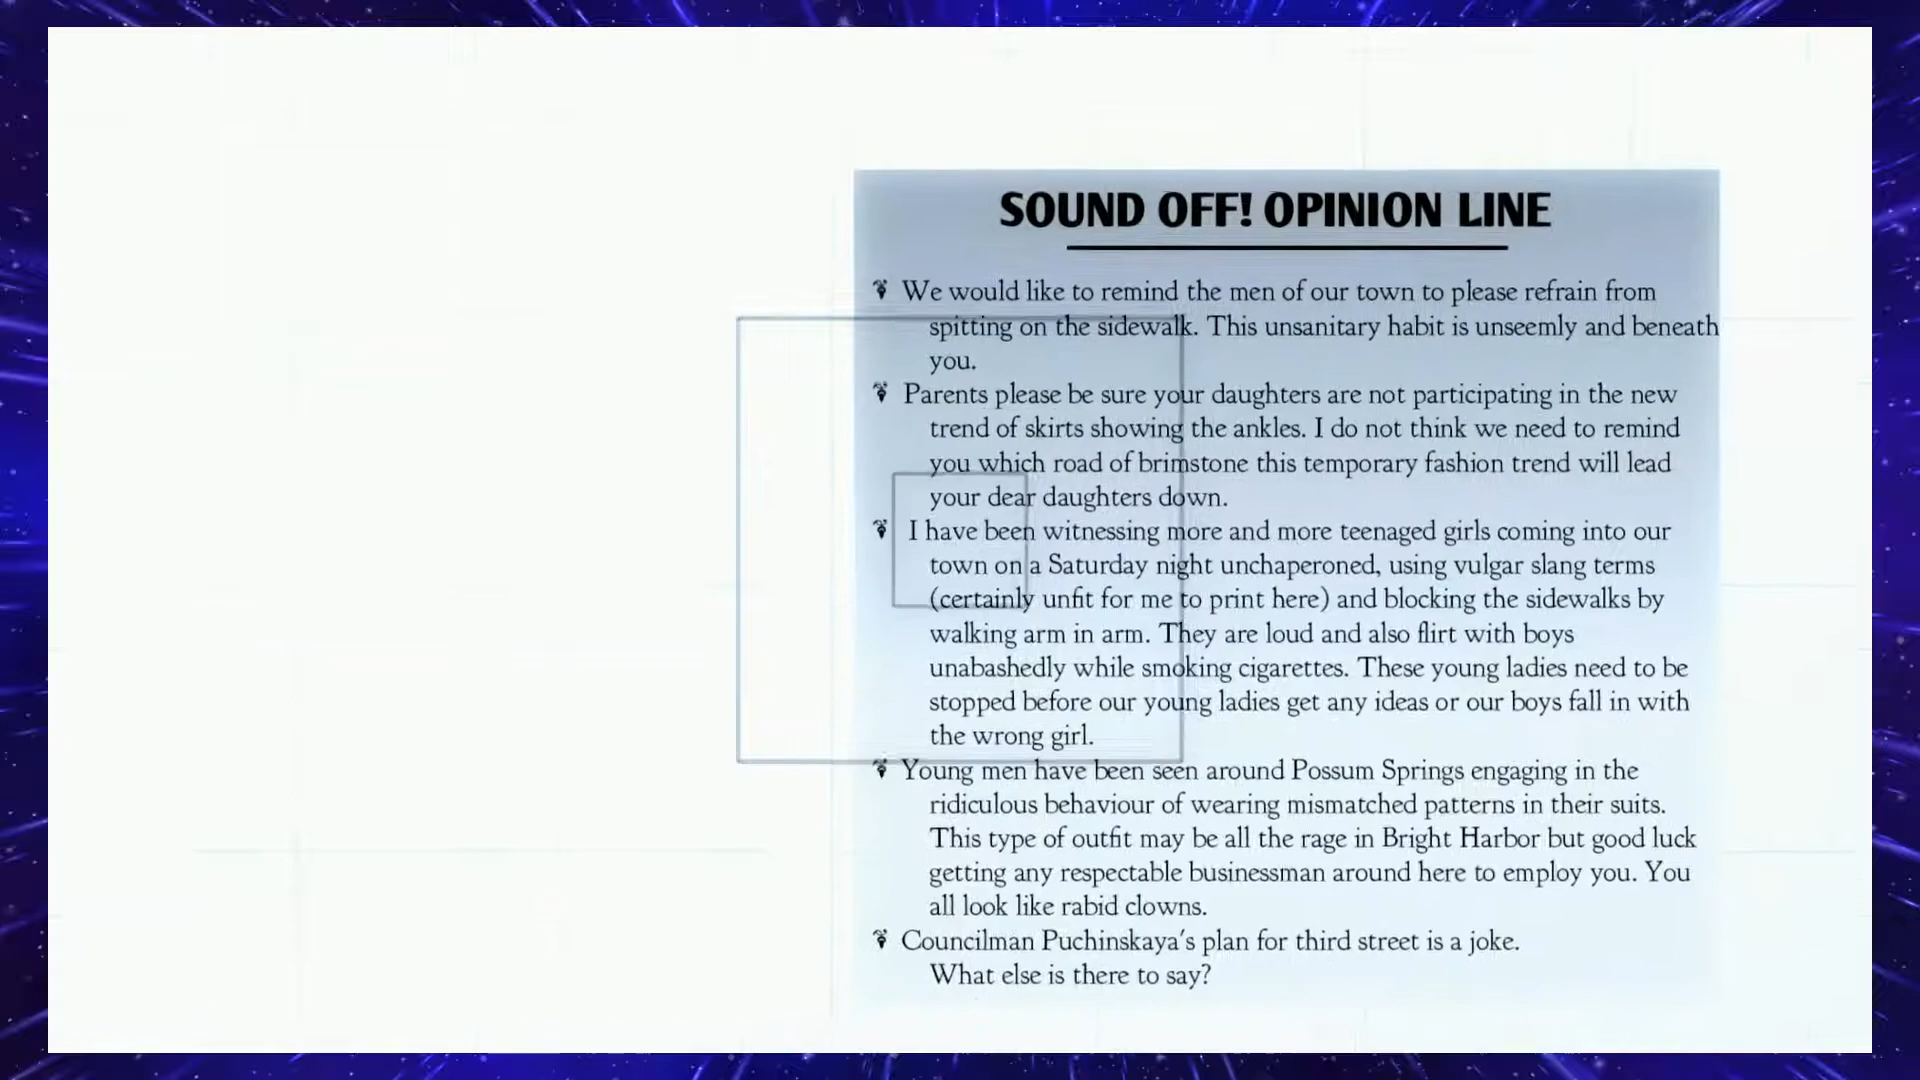 SOUND OFF! OPINION LINE
We would like to remind the men of our town to please refrain from
spitting on the sidewalk. This unsanitary habit is unseemly and beneath
you.
Parents please be sure your daughters are not participating in the new
trend of skirts showing the ankles. I do not think we need to remind
you which road of brimstone this temporary fashion trend will lead
your dear daughters down.
I have been witnessing more and more teenaged girls coming into our
town on a Saturday night unchaperoned, using vulgar slang terms
(certainly unfit for me to print here) and blocking the sidewalks by
walking arm in arm. They are loud and also flirt with boys
unabashedly while smoking cigarettes. These young ladies need to be
stopped before our young ladies get any ideas or our boys fall in with
the wrong girl.
Young men have been seen around Possum Springs engaging in the
ridiculous behaviour of wearing mismatched patterns in their suits.
This type of outfit may be all the rage in Bright Harbor but good luck
getting any respectable businessman around here to employ you. You
all look like rabid clowns.
Councilman Puchinskaya's plan for third street is a joke.
What else is there to say?